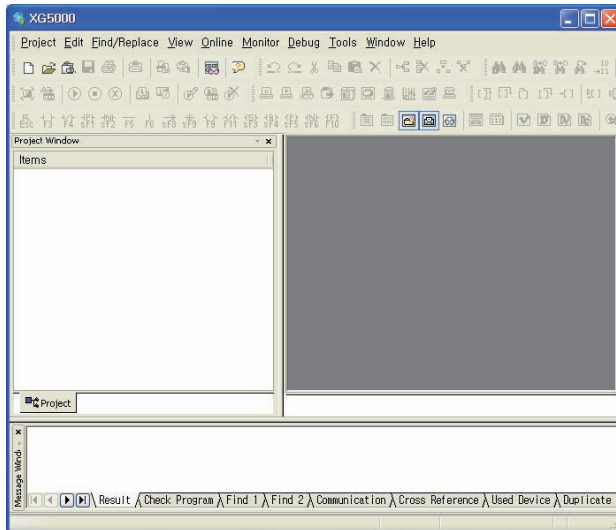 XG5000
Project Edit Find/Replace View Online Monitor Debug Tools Window Help
Project Window
Items
Project
Message Wind
Result Check Program Find 1 Find 2 Communication Cross Reference Used Device Duplicate